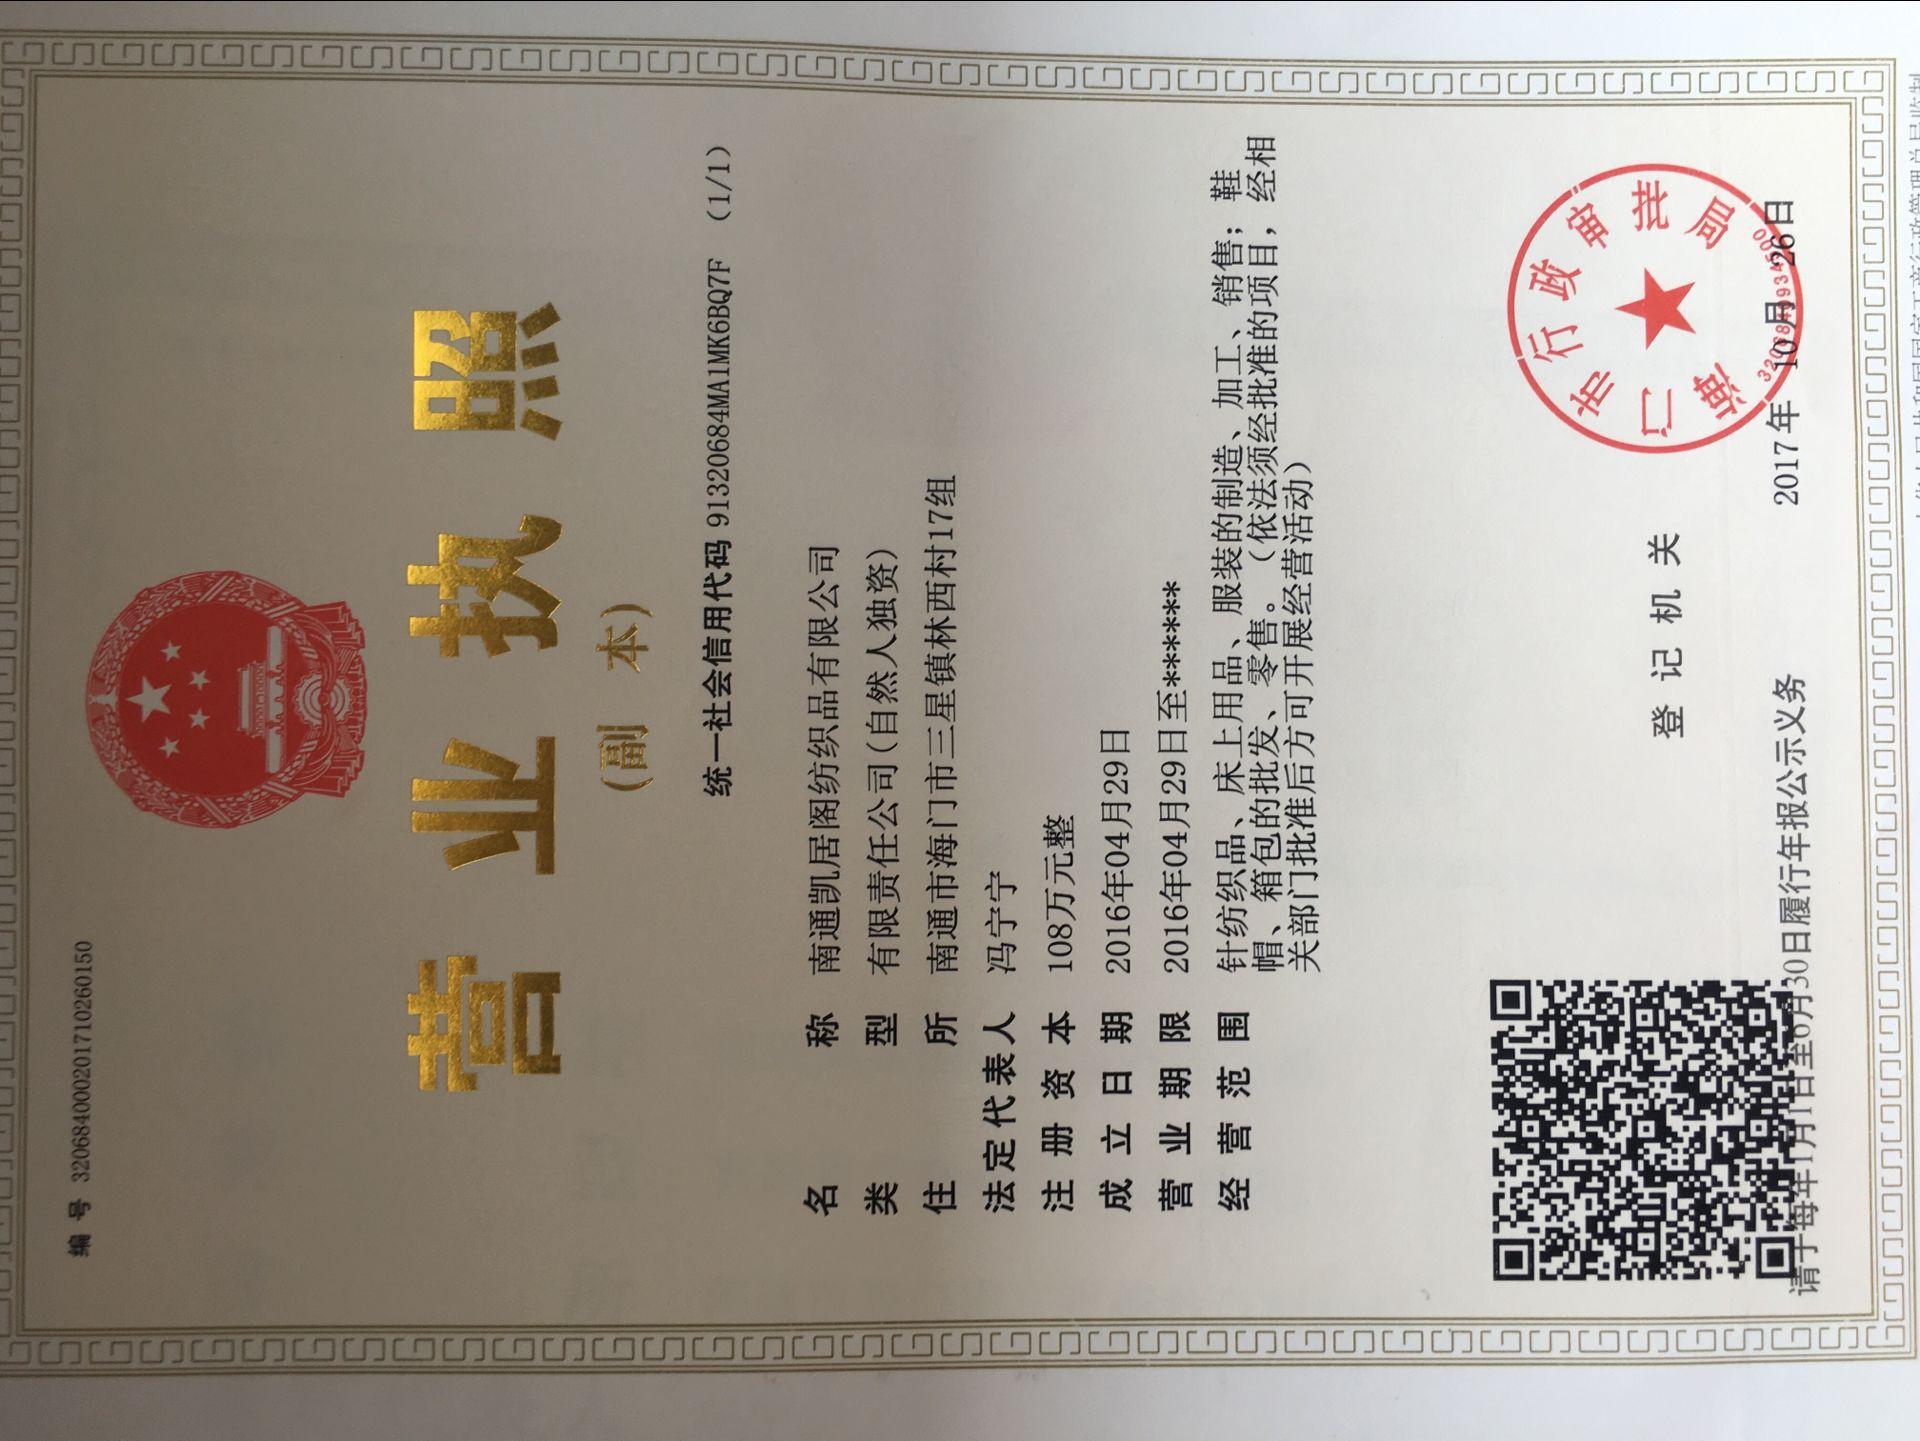 编号 320684000201710260150
营业执照
(副 本)
统一社会信用代码 91320684MA1MK6BQ7F (1/1)
名称 南通凯居阁纺织品有限公司
类型 有限责任公司(自然人独资)
住所 南通市海门市三星镇林西村17组
法定代表人 冯宁宁
注册资本 108万元整
成立日期 2016年04月29日
营业期限 2016年04月29日至******
经营范围 针纺织品、床上用品、服装的制造、加工、销售；鞋
帽、箱包的批发、零售。（依法须经批准的项目，经相
关部门批准后方可开展经营活动）
登记机关
海门市行政审批局
2017年 10月 26日
请于每年1月1日至6月30日履行年报公示义务